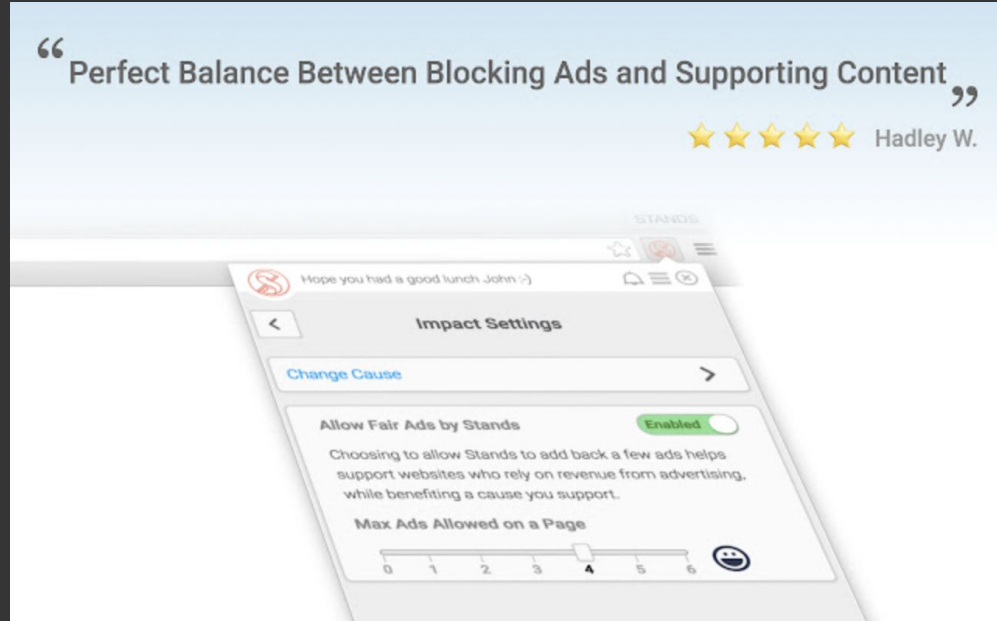 “Perfect Balance Between Blocking Ads and Supporting Content”
Hadley W.
STANDS
Hope you had a good lunch John :-)
Impact Settings
Change Cause
Allow Fair Ads by Stands Enabled
Choosing to allow Stands to add back a few ads helps
support websites who rely on revenue from advertising,
while benefiting a cause you support.
Max Ads Allowed on a Page
0 1 2 3 4 5 6